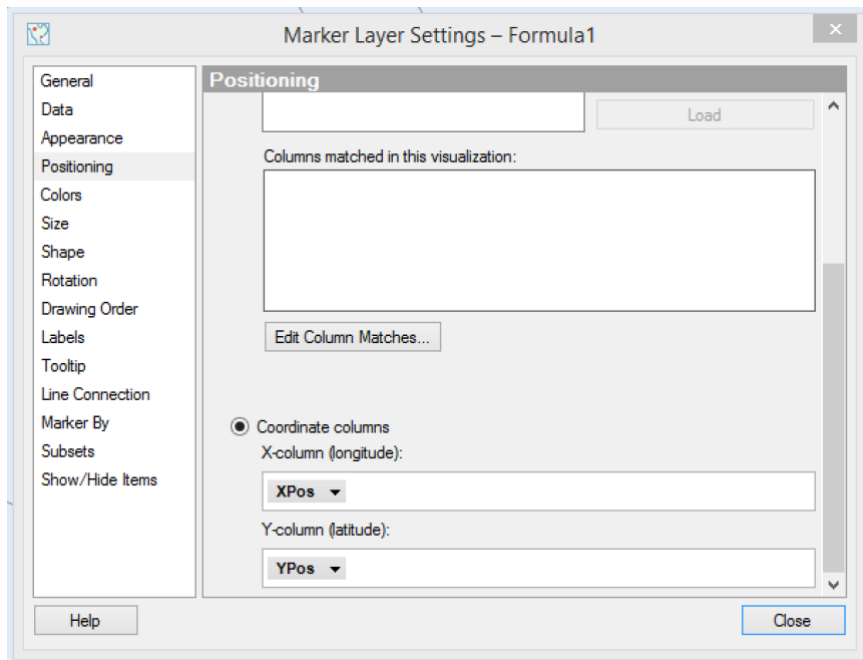 Marker Layer Settings – Formula1
General
Data
Appearance
Positioning
Colors
Size
Shape
Rotation
Drawing Order
Labels
Tooltip
Line Connection
Marker By
Subsets
Show/Hide Items
Positioning
Load
Columns matched in this visualization:
Edit Column Matches...
Coordinate columns
X-column (longitude):
XPos
Y-column (latitude):
YPos
Help
Close